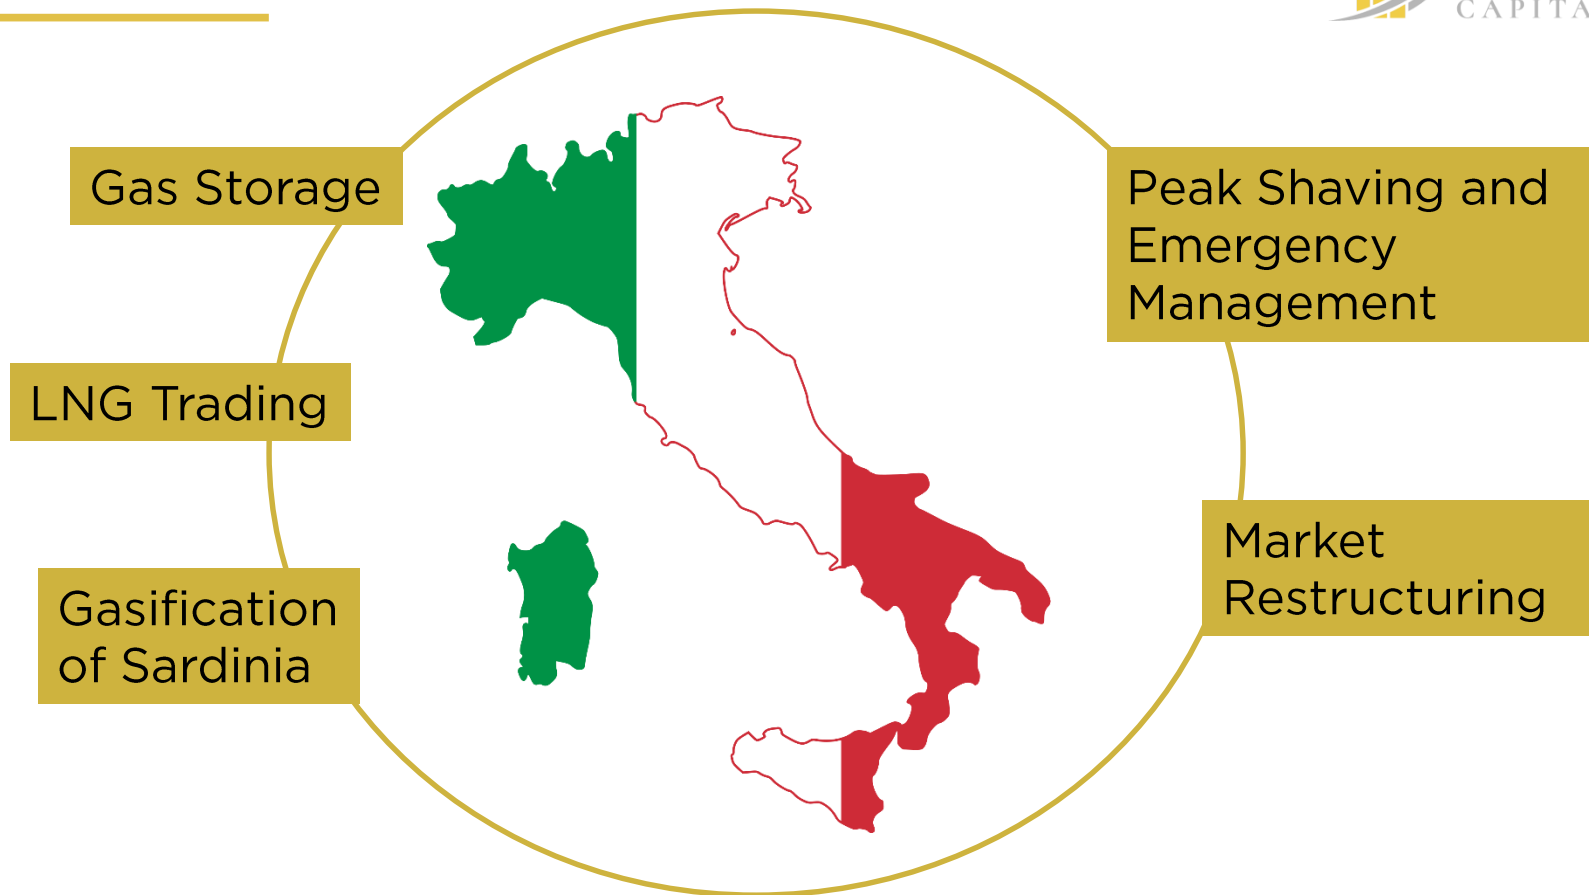 Gas Storage
LNG Trading
Gasification
of Sardinia
Peak Shaving and
Emergency
Management
Market
Restructuring